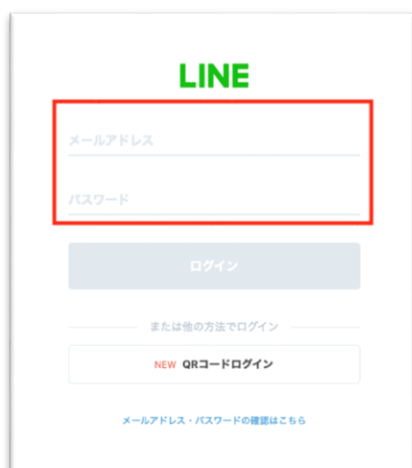 LINE
メールアドレス
パスワード
ログイン
または他の方法でログイン
NEW QRコードログイン
メールアドレス・パスワードの確認はこちら